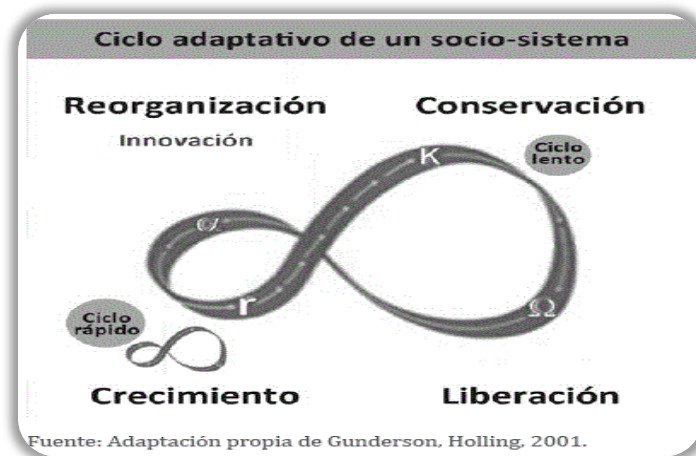 Ciclo adaptativo de un socio-sistema
Reorganización
Conservación
Innovación
Ciclo
lento
K
α
r
Ω
Ciclo
rápido
Crecimiento
Liberación
Fuente: Adaptación propia de Gunderson, Holling, 2001.